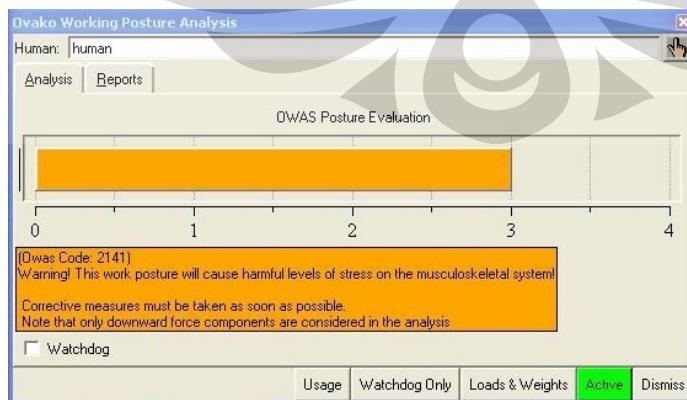 Ovako Working Posture Analysis
Human: human
Analysis Reports
OWAS Posture Evaluation
0 1 2 3 4
(Owas Code: 2141)
Warning! This work posture will cause harmful levels of stress on the musculoskeletal system!
Corrective measures must be taken as soon as possible.
Note that only downward force components are considered in the analysis
Watchdog
Usage Watchdog Only Loads & Weights Active Dismiss